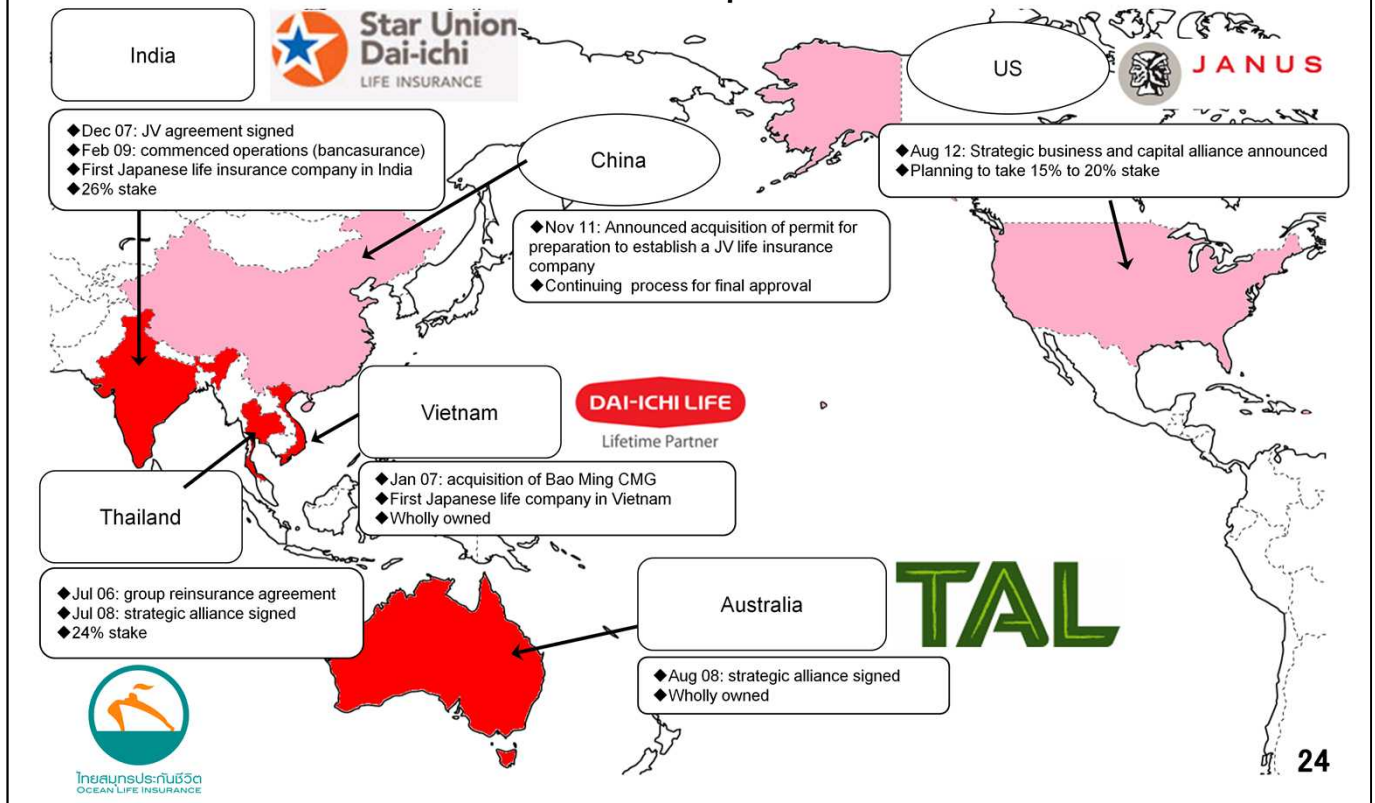 India
Star Union
Dai-ichi
LIFE INSURANCE
◆Dec 07: JV agreement signed
◆Feb 09: commenced operations (bancasurance)
◆First Japanese life insurance company in India
◆26% stake
China
◆Nov 11: Announced acquisition of permit for
preparation to establish a JV life insurance
company
◆Continuing process for final approval
US
JANUS
◆Aug 12: Strategic business and capital alliance announced
◆Planning to take 15% to 20% stake
Vietnam
DAI-ICHI LIFE
Lifetime Partner
◆Jan 07: acquisition of Bao Ming CMG
◆First Japanese life company in Vietnam
◆Wholly owned
Thailand
◆Jul 06: group reinsurance agreement
◆Jul 08: strategic alliance signed
◆24% stake
ไทยสมุทรประกันชีวิต
OCEAN LIFE INSURANCE
Australia
TAL
◆Aug 08: strategic alliance signed
◆Wholly owned
24